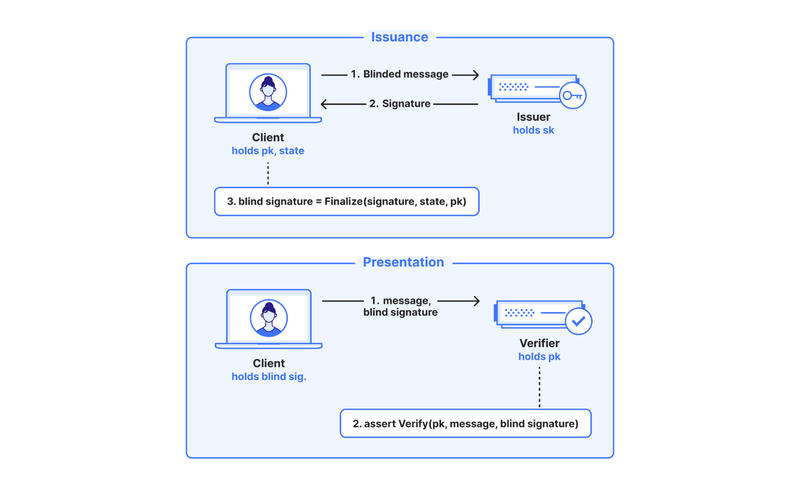 Issuance
1. Blinded message
2. Signature
Client
holds pk, state
Issuer
holds sk
3. blind signature = Finalize(signature, state, pk)
Presentation
1. message,
blind signature
Client
holds blind sig.
Verifier
holds pk
2. assert Verify(pk, message, blind signature)